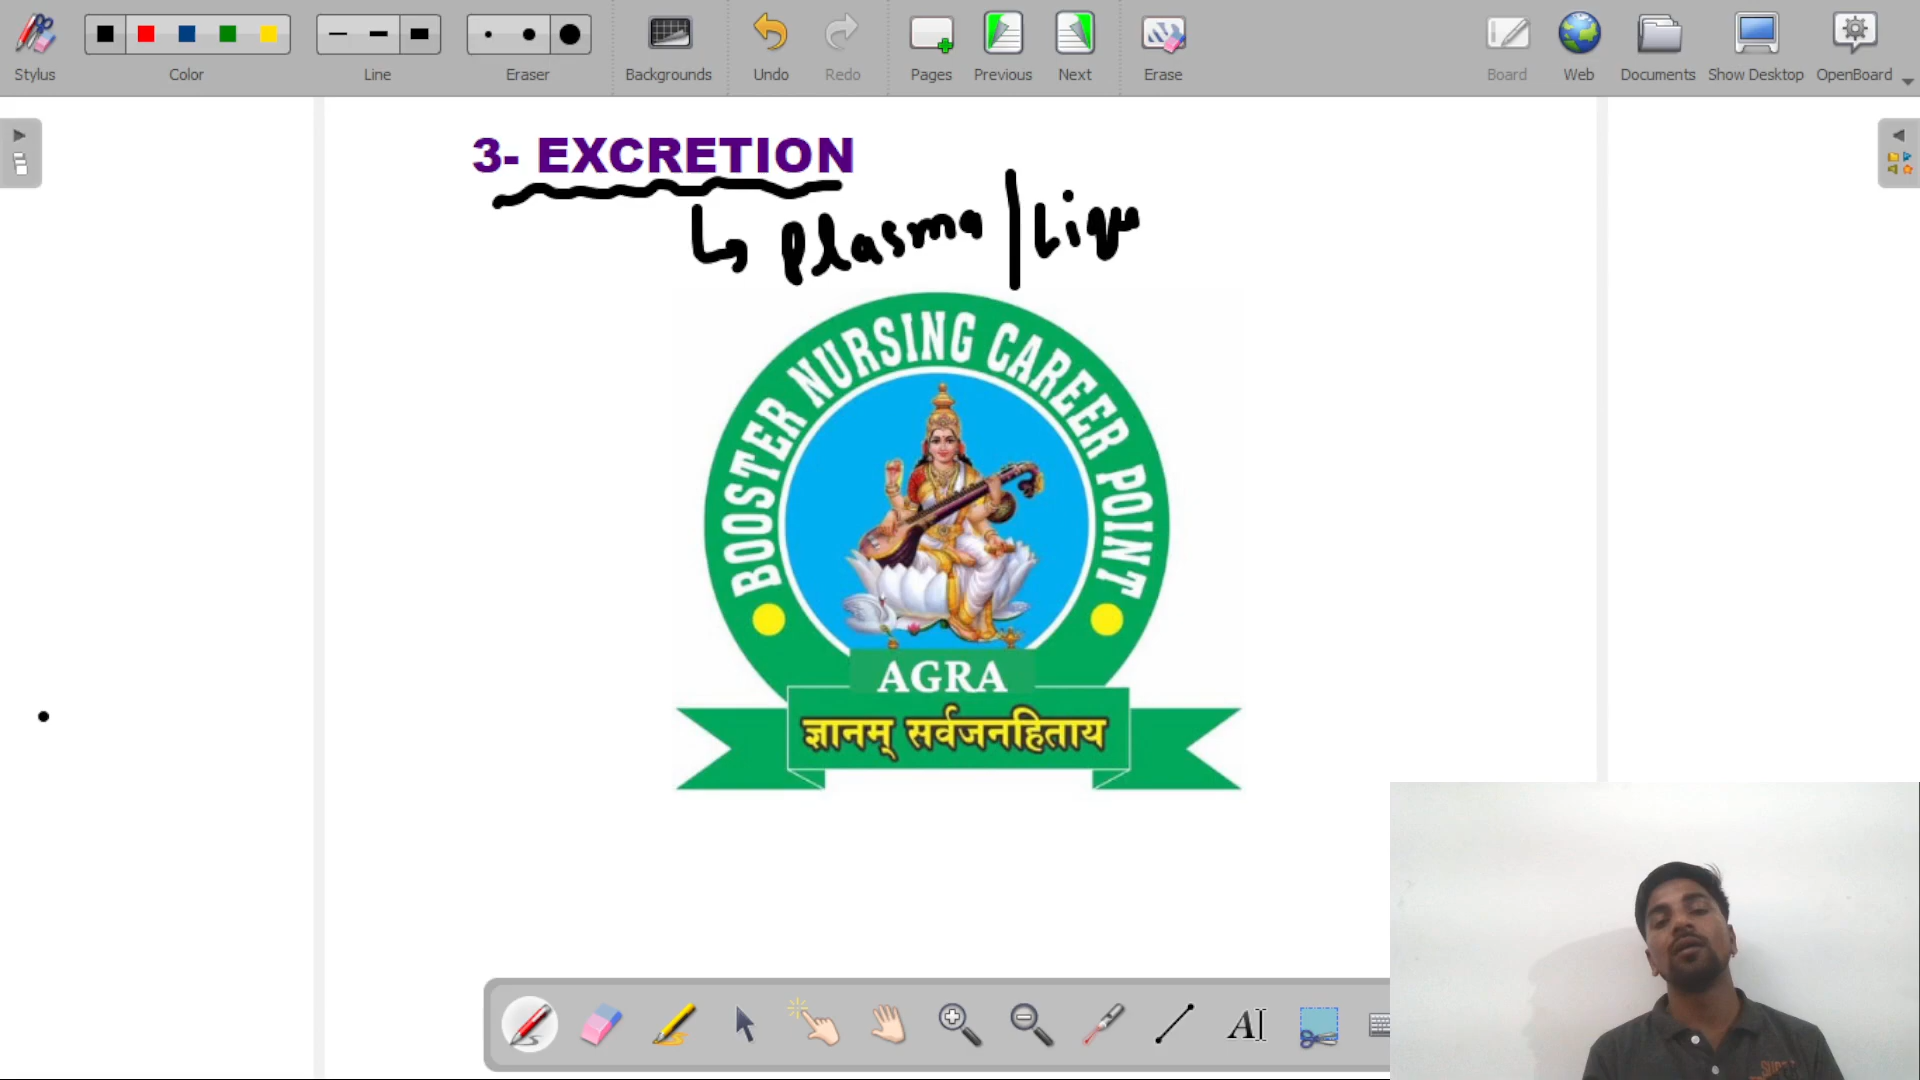 Stylus Color Line Eraser Backgrounds Undo Redo Pages Previous Next Erase Board Web Documents Show Desktop OpenBoard
3- EXCRETION
↳ Plasma | Liqu
BOOSTER NURSING CAREER POINT
AGRA
ज्ञानम् सर्वजनहिताय